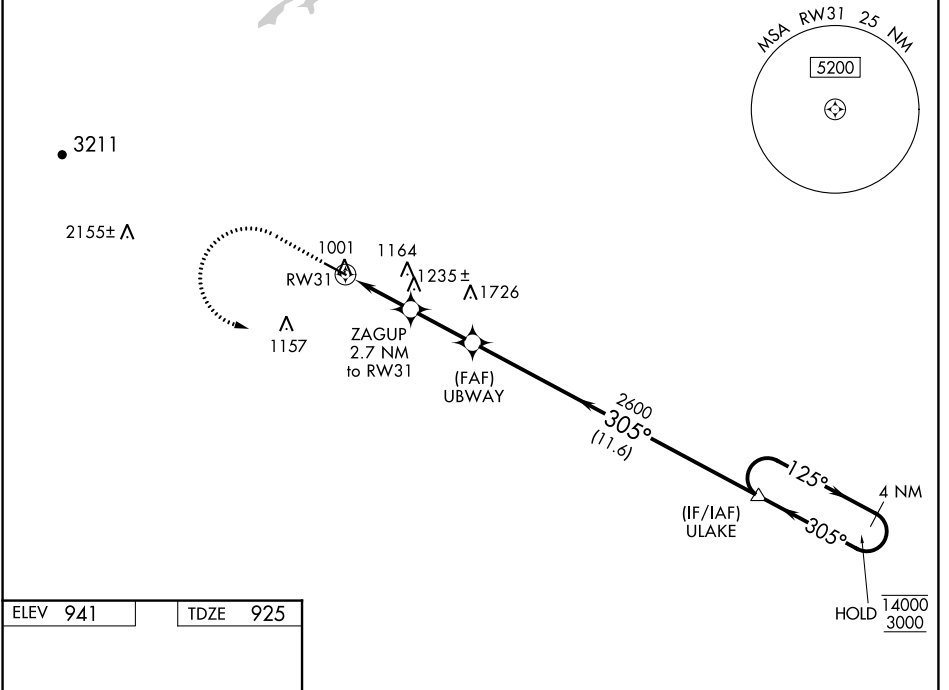 MSA RW31 25 NM
5200
3211
2155±
1001
1164
RW31
1235±
1726
1157
ZAGUP
2.7 NM
to RW31
(FAF)
UBWAY
2600
305°
(11.6)
125°
4 NM
(IF/IAF)
ULAKE
305°
HOLD
14000
3000
ELEV 941
TDZE 925